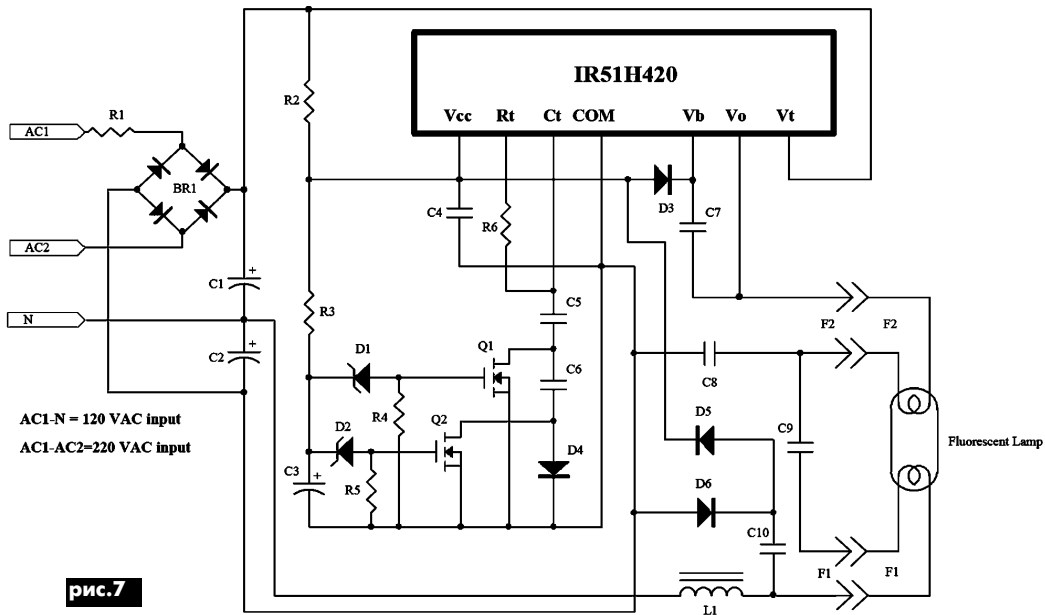 IR51H420
Vcc Rt Ct COM Vb Vo Vt
R1
AC1
R2
BR1
D3
C4
R6
C7
AC2
C1
+
R3
C5
N
C2
+
F2 F2
D1
Q1
C6
C8
AC1-N = 120 VAC input
R4
Q2
D5
AC1-AC2=220 VAC input
D2
C9
Fluorescent Lamp
C3
+
R5
D4
D6
C10
F1 F1
рис.7
L1